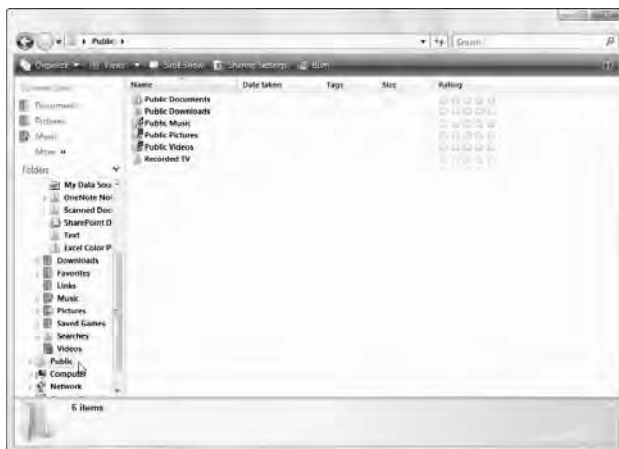 Public
Search
Organize Views Slide Show Sharing Settings Burn
Name Date taken Tags Size Rating
Documents
Pictures
Music
More »
Folders
Public Documents
Public Downloads
Public Music
Public Pictures
Public Videos
Recorded TV
My Data Sou
OneNote Not
Scanned Doc
SharePoint D
Text
Excel Color P
Downloads
Favorites
Links
Music
Pictures
Saved Games
Searches
Videos
Public
Computer
Network
6 items